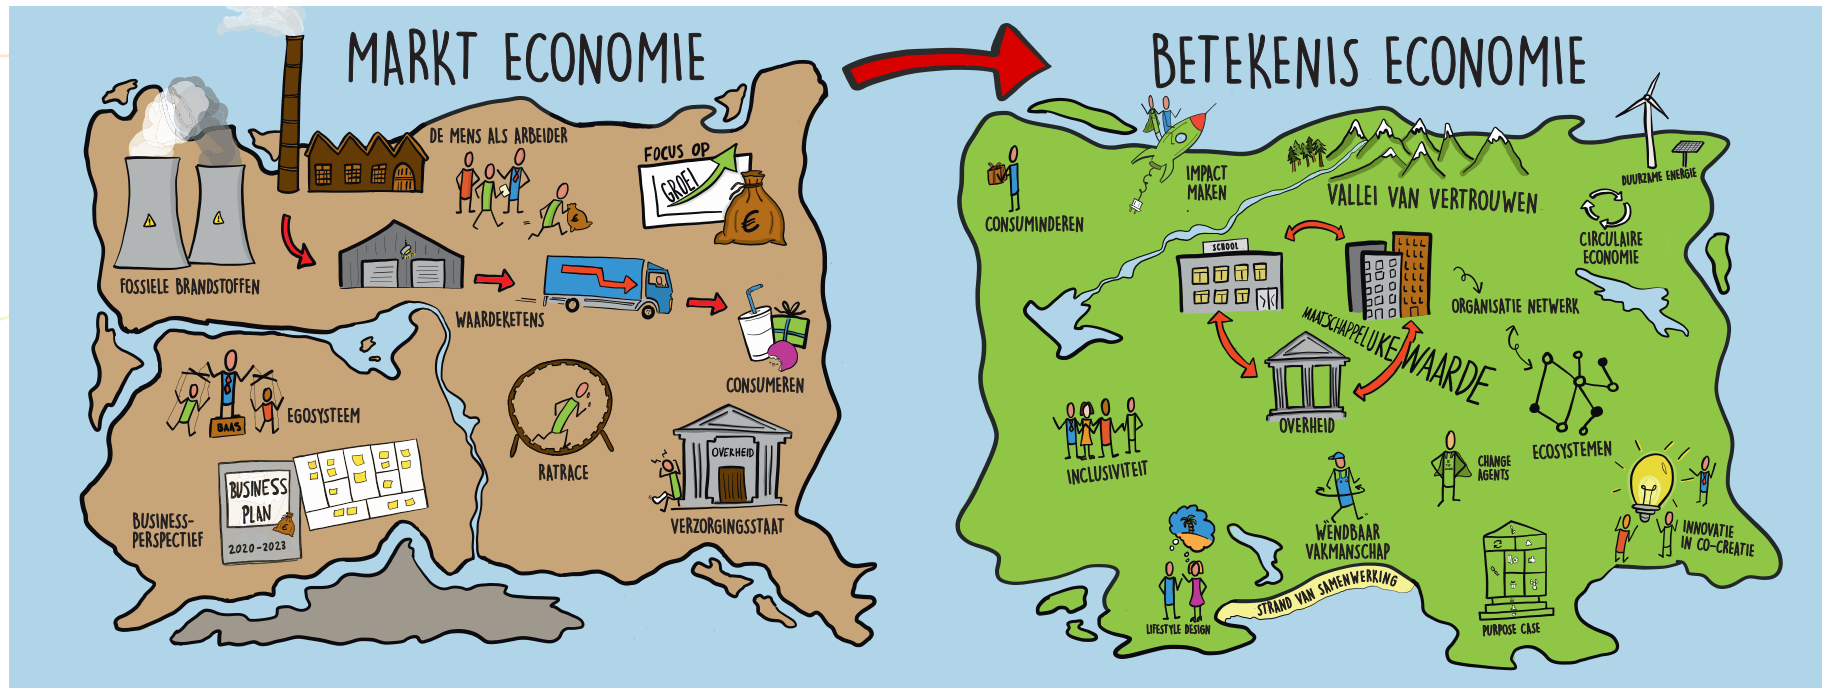 MARKT ECONOMIE
DE MENS ALS ARBEIDER
FOCUS OP
GROEI
€
FOSSIELE BRANDSTOFFEN
WAARDEKETENS
CONSUMEREN
BAAS
EGOSYSTEEM
RATRACE
OVERHEID
VERZORGINGSSTAAT
BUSINESS-
PERSPECTIEF
BUSINESS
PLAN
€
2020-2023
BETEKENIS ECONOMIE
CONSUMINDEREN
IMPACT
MAKEN
VALLEI VAN VERTROUWEN
DUURZAME ENERGIE
CIRCULAIRE
ECONOMIE
SCHOOL
ORGANISATIE NETWERK
MAATSCHAPPELIJKE WAARDE
OVERHEID
ECOSYSTEMEN
INCLUSIVITEIT
CHANGE
AGENTS
WENDBAAR
VAKMANSCHAP
INNOVATIE
IN CO-CREATIE
STRAND VAN SAMENWERKING
LIFESTYLE DESIGN
PURPOSE CASE